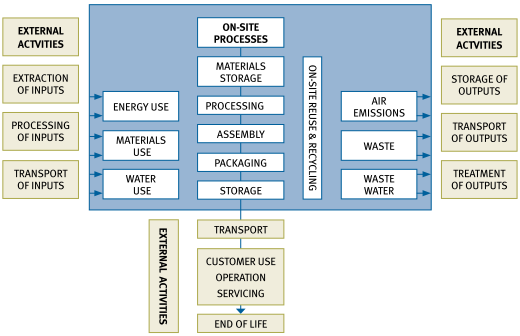 EXTERNAL
ACTVITIES
EXTRACTION
OF INPUTS
PROCESSING
OF INPUTS
TRANSPORT
OF INPUTS
ENERGY USE
MATERIALS
USE
WATER
USE
ON-SITE
PROCESSES
MATERIALS
STORAGE
PROCESSING
ASSEMBLY
PACKAGING
STORAGE
ON-SITE REUSE & RECYCLING
AIR
EMISSIONS
WASTE
WASTE
WATER
EXTERNAL
ACTVITIES
STORAGE OF
OUTPUTS
TRANSPORT
OF OUTPUTS
TREATMENT
OF OUTPUTS
EXTERNAL ACTIVITIES
TRANSPORT
CUSTOMER USE
OPERATION
SERVICING
END OF LIFE